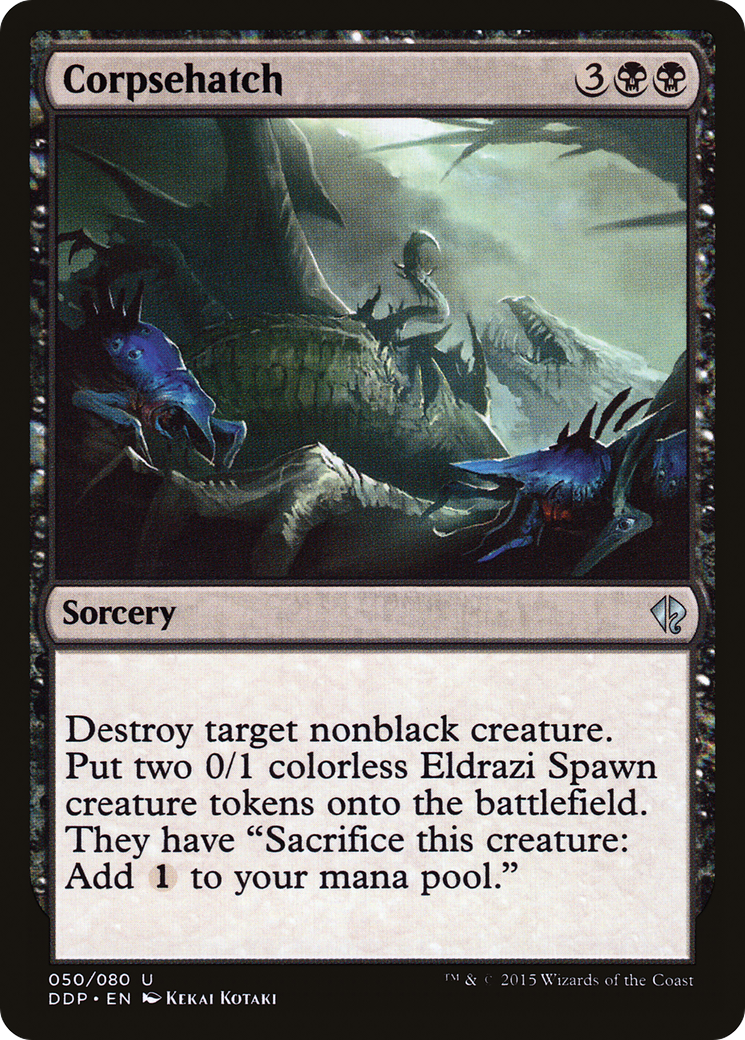 Corpsehatch 3
Sorcery
Destroy target nonblack creature.
Put two 0/1 colorless Eldrazi Spawn
creature tokens onto the battlefield.
They have “Sacrifice this creature:
Add 1 to your mana pool.”
050/080 U
DDP • EN Kekai Kotaki
™ & © 2015 Wizards of the Coast